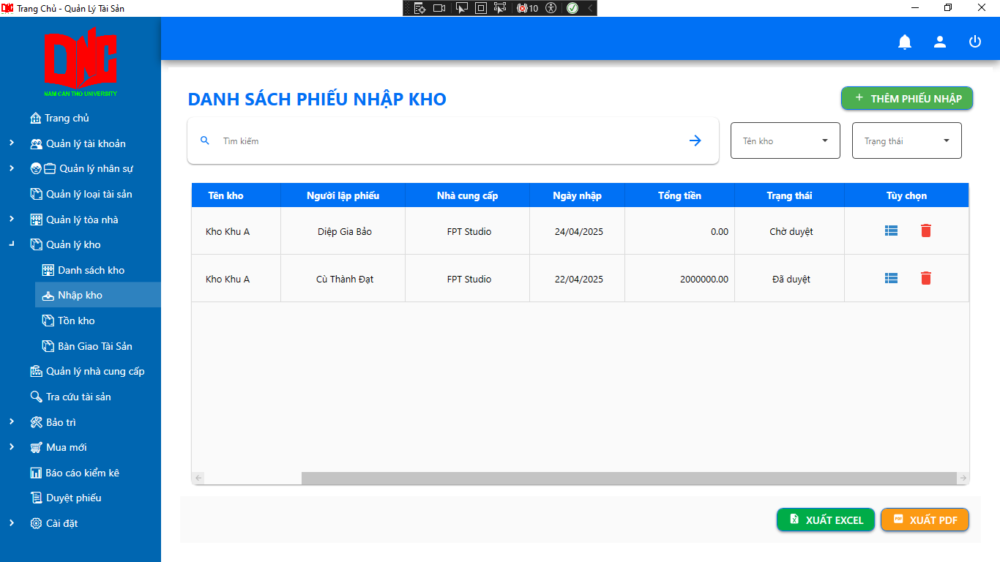 Trang Chủ - Quản Lý Tài Sản
10
DNC
NAM CAN THO UNIVERSITY
Trang chủ
Quản lý tài khoản
Quản lý nhân sự
Quản lý loại tài sản
Quản lý tòa nhà
Quản lý kho
Danh sách kho
Nhập kho
Tồn kho
Bàn Giao Tài Sản
Quản lý nhà cung cấp
Tra cứu tài sản
Bảo trì
Mua mới
Báo cáo kiểm kê
Duyệt phiếu
Cài đặt
DANH SÁCH PHIẾU NHẬP KHO
+ THÊM PHIẾU NHẬP
Tìm kiếm
Tên kho
Trạng thái
Tên kho Người lập phiếu Nhà cung cấp Ngày nhập Tổng tiền Trạng thái Tùy chọn
Kho Khu A Diệp Gia Bảo FPT Studio 24/04/2025 0.00 Chờ duyệt
Kho Khu A Cù Thành Đạt FPT Studio 22/04/2025 2000000.00 Đã duyệt
XUẤT EXCEL
PDF XUẤT PDF